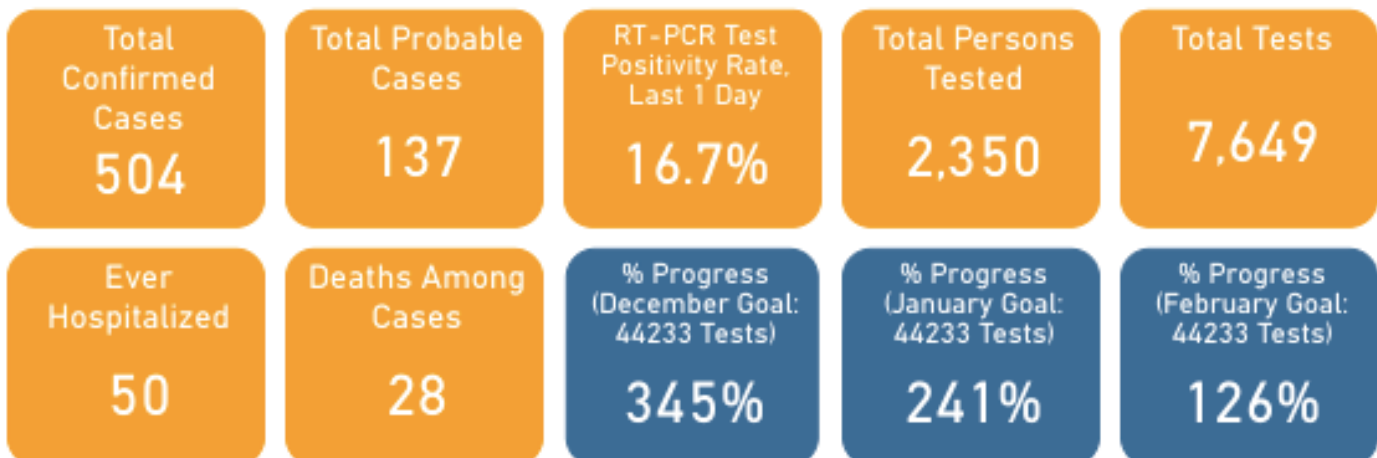 Total
Confirmed
Cases
504
Total Probable
Cases
137
RT-PCR Test
Positivity Rate,
Last 1 Day
16.7%
Total Persons
Tested
2,350
Total Tests
7,649
Ever
Hospitalized
50
Deaths Among
Cases
28
% Progress
(December Goal:
44233 Tests)
345%
% Progress
(January Goal:
44233 Tests)
241%
% Progress
(February Goal:
44233 Tests)
126%